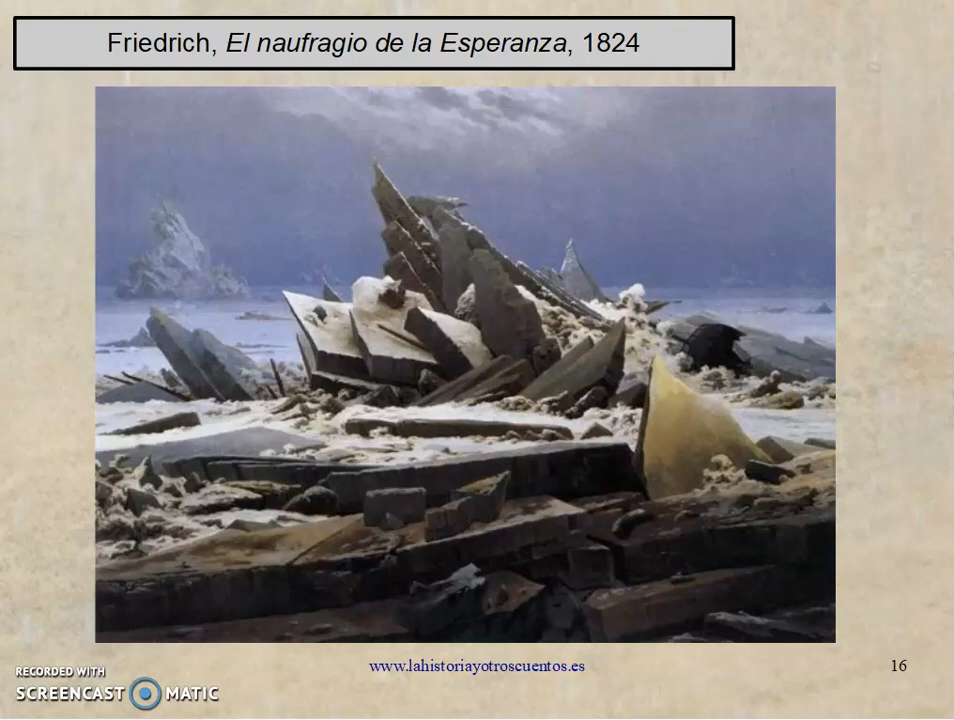 Friedrich, El naufragio de la Esperanza, 1824
www.lahistoriayotroscuentos.es
16
RECORDED WITH
SCREENCAST MATIC